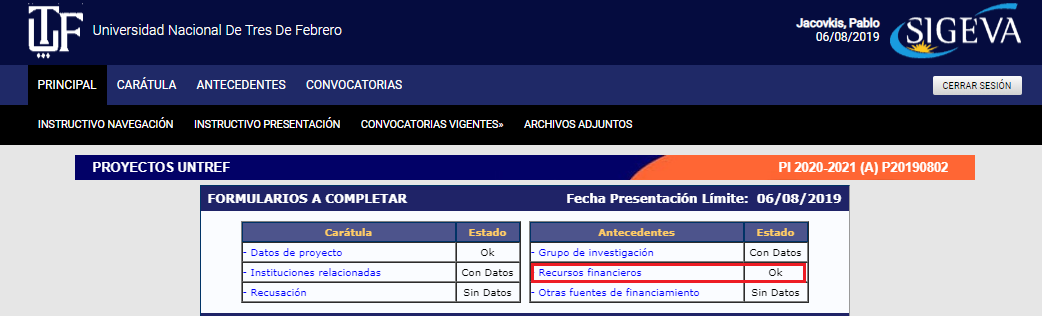 UNTREF
Universidad Nacional De Tres De Febrero
Jacovkis, Pablo
06/08/2019
SIGEVA
PRINCIPAL CARÁTULA ANTECEDENTES CONVOCATORIAS
CERRAR SESIÓN
INSTRUCTIVO NAVEGACIÓN INSTRUCTIVO PRESENTACIÓN CONVOCATORIAS VIGENTES» ARCHIVOS ADJUNTOS
PROYECTOS UNTREF PI 2020-2021 (A) P20190802
FORMULARIOS A COMPLETAR Fecha Presentación Límite: 06/08/2019
Carátula Estado Antecedentes Estado
- Datos de proyecto Ok - Grupo de investigación Con Datos
- Instituciones relacionadas Con Datos - Recursos financieros Ok
- Recusación Sin Datos - Otras fuentes de financiamiento Sin Datos